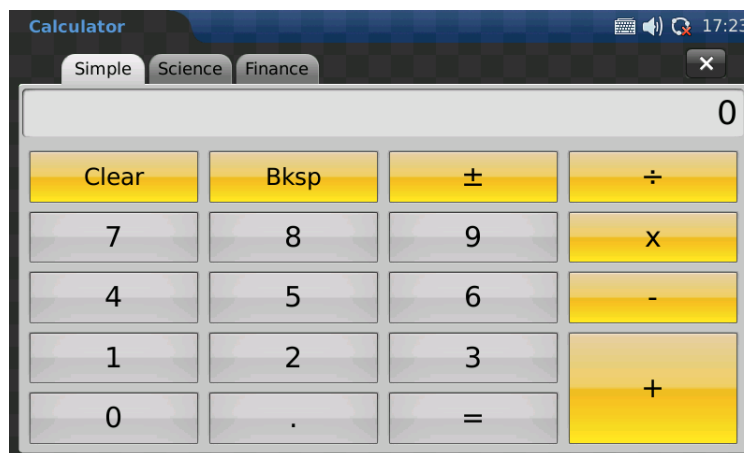 Calculator 17:23
Simple Science Finance ×
0
Clear Bksp ± ÷
7 8 9 x
4 5 6 -
1 2 3
+
0 . =